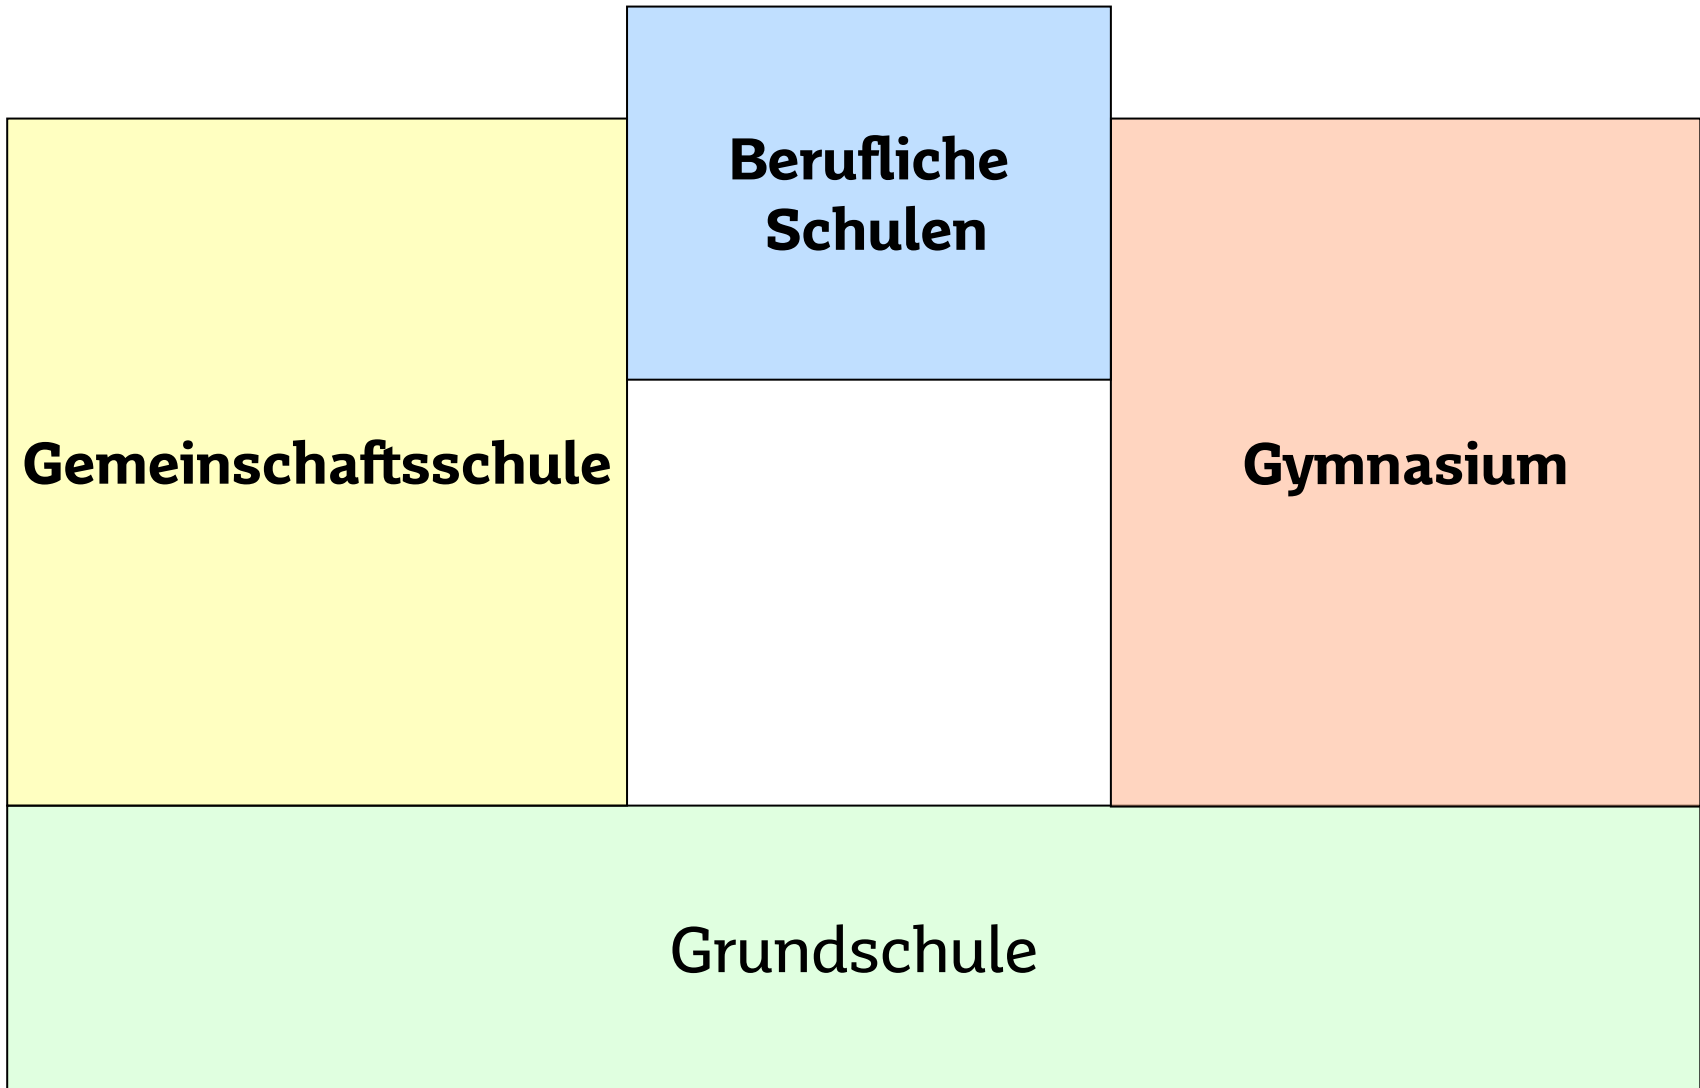 Berufliche
Schulen
Gemeinschaftsschule
Gymnasium
Grundschule